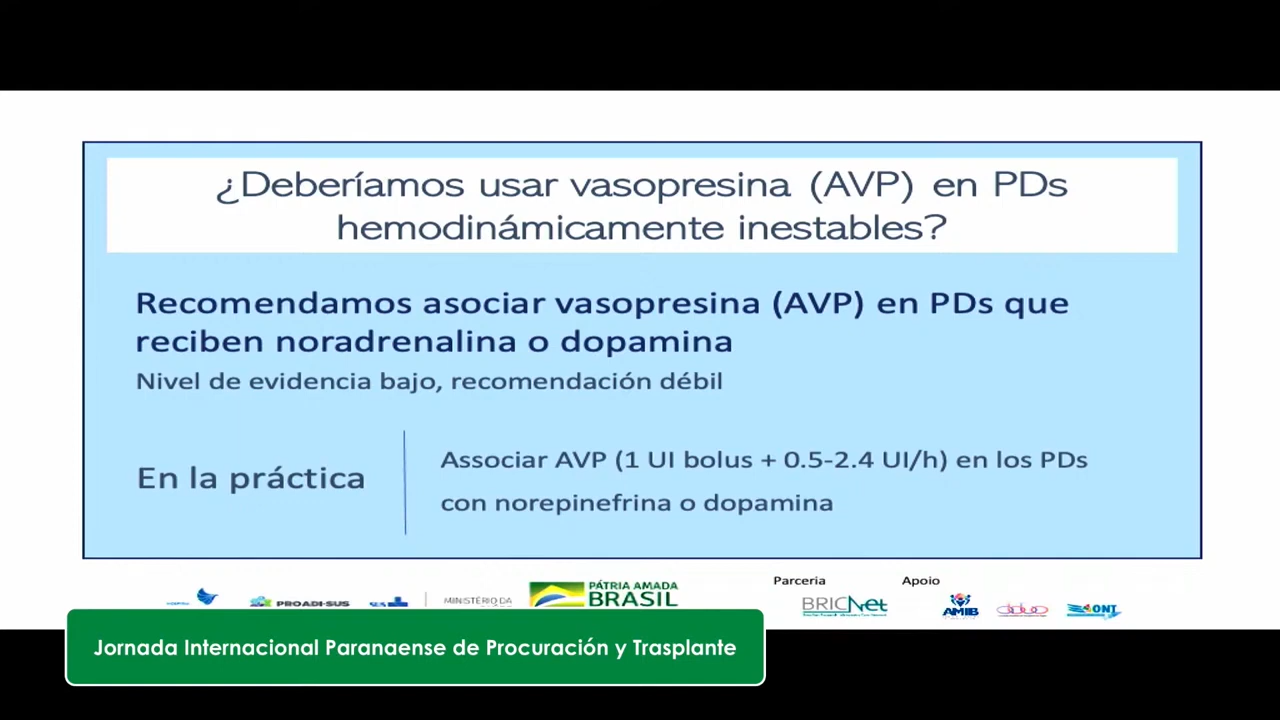 ¿Deberíamos usar vasopresina (AVP) en PDs
hemodinámicamente inestables?
Recomendamos asociar vasopresina (AVP) en PDs que
reciben noradrenalina o dopamina
Nivel de evidencia bajo, recomendación débil
En la práctica
Associar AVP (1 UI bolus + 0.5-2.4 UI/h) en los PDs
con norepinefrina o dopamina
Parceria
Apoio
PROADI-SUS
MINISTÉRIO DA
PÁTRIA AMADA
BRASIL
BRICNet
AMIB
Jornada Internacional Paranaense de Procuración y Trasplante